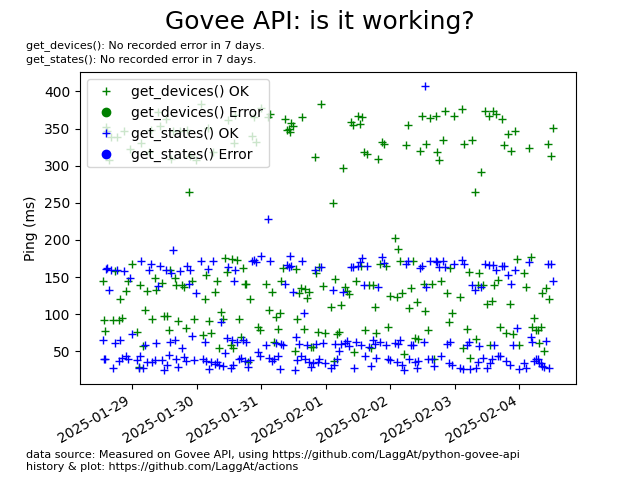 Govee API: is it working?
get_devices(): No recorded error in 7 days.
get_states(): No recorded error in 7 days.
get_devices() OK
get_devices() Error
get_states() OK
get_states() Error
Ping (ms)
400
350
300
250
200
150
100
50
2025-01-29
2025-01-30
2025-01-31
2025-02-01
2025-02-02
2025-02-03
2025-02-04
data source: Measured on Govee API, using https://github.com/LaggAt/python-govee-api
history & plot: https://github.com/LaggAt/actions